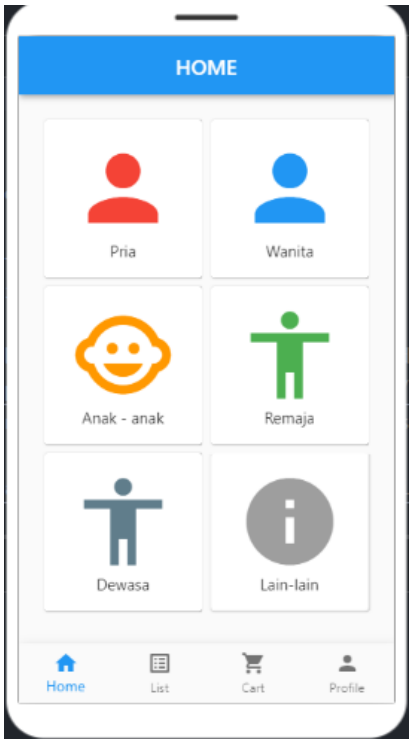 HOME
Pria
Wanita
Anak - anak
Remaja
Dewasa
Lain-lain
Home
List
Cart
Profile